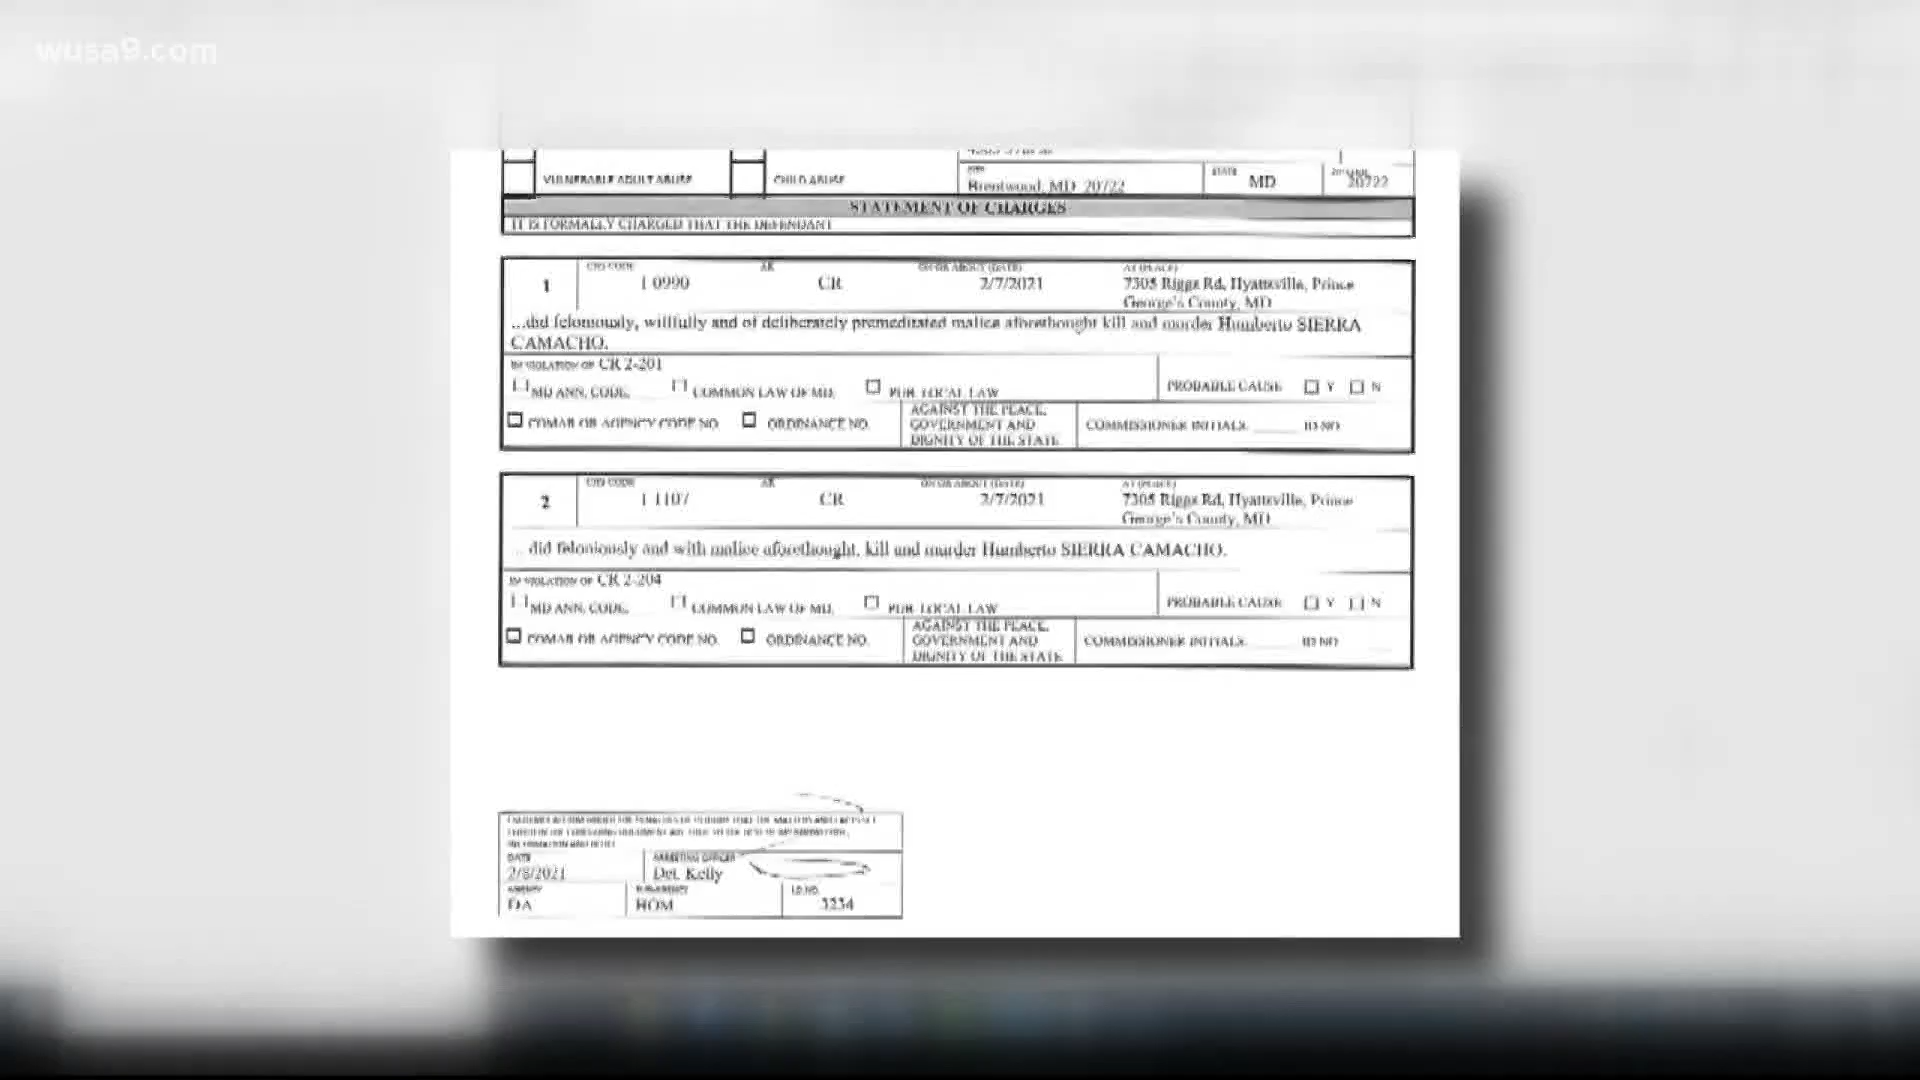 wusa9.com
VULNERABLE ADULT ABUSE
CHILD ABUSE
Brentwood, MD 20722
STATE
MD
20722
STATEMENT OF CHARGES
IT IS FORMALLY CHARGED THAT THE DEFENDANT
1
CJIS CODE
1 0990
AR
CR
ON OR ABOUT (DATE)
2/7/2021
AT (PLACE)
7305 Riggs Rd, Hyattsville, Prince
George's County, MD
...did feloniously, willfully and of deliberately premeditated malice aforethought kill and murder Humberto SIERRA
CAMACHO.
IN VIOLATION OF CR 2-201
MD ANN. CODE,
COMMON LAW OF MD,
PUB. LOCAL LAW
PROBABLE CAUSE Y N
COMAR OR AGENCY CODE NO.
ORDINANCE NO.
AGAINST THE PEACE,
GOVERNMENT AND
DIGNITY OF THE STATE
COMMISSIONER INITIALS ______ ID NO
2
CJIS CODE
1 1107
AR
CR
ON OR ABOUT (DATE)
2/7/2021
AT (PLACE)
7305 Riggs Rd, Hyattsville, Prince
George's County, MD
... did feloniously and with malice aforethought, kill and murder Humberto SIERRA CAMACHO.
IN VIOLATION OF CR 2-204
MD ANN. CODE,
COMMON LAW OF MD,
PUB. LOCAL LAW
PROBABLE CAUSE Y N
COMAR OR AGENCY CODE NO.
ORDINANCE NO.
AGAINST THE PEACE,
GOVERNMENT AND
DIGNITY OF THE STATE
COMMISSIONER INITIALS ______ ID NO
DATE
2/8/2021
ARRESTING OFFICER
Det. Kelly
AGENCY
DA
SUB-AGENCY
HOM
I.D. NO.
3234